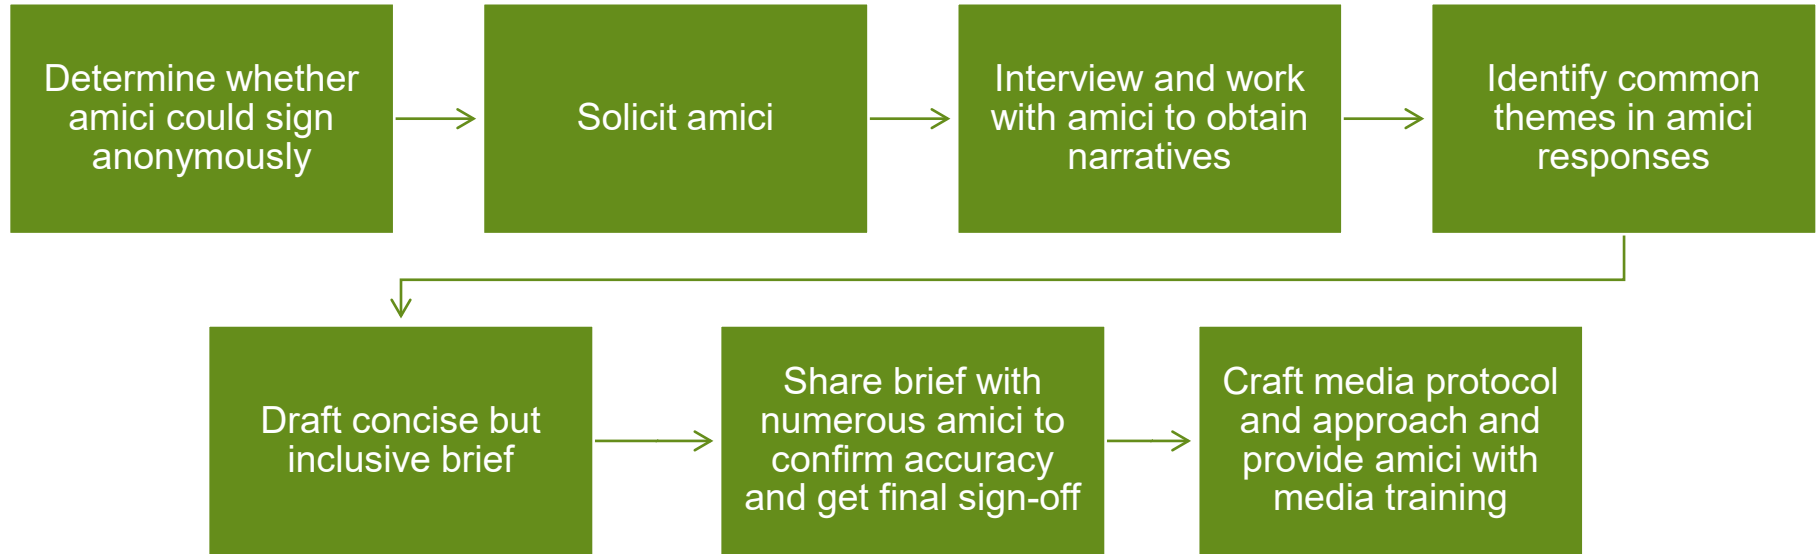 Determine whether
amici could sign
anonymously
Solicit amici
Interview and work
with amici to obtain
narratives
Identify common
themes in amici
responses
Draft concise but
inclusive brief
Share brief with
numerous amici to
confirm accuracy
and get final sign-off
Craft media protocol
and approach and
provide amici with
media training